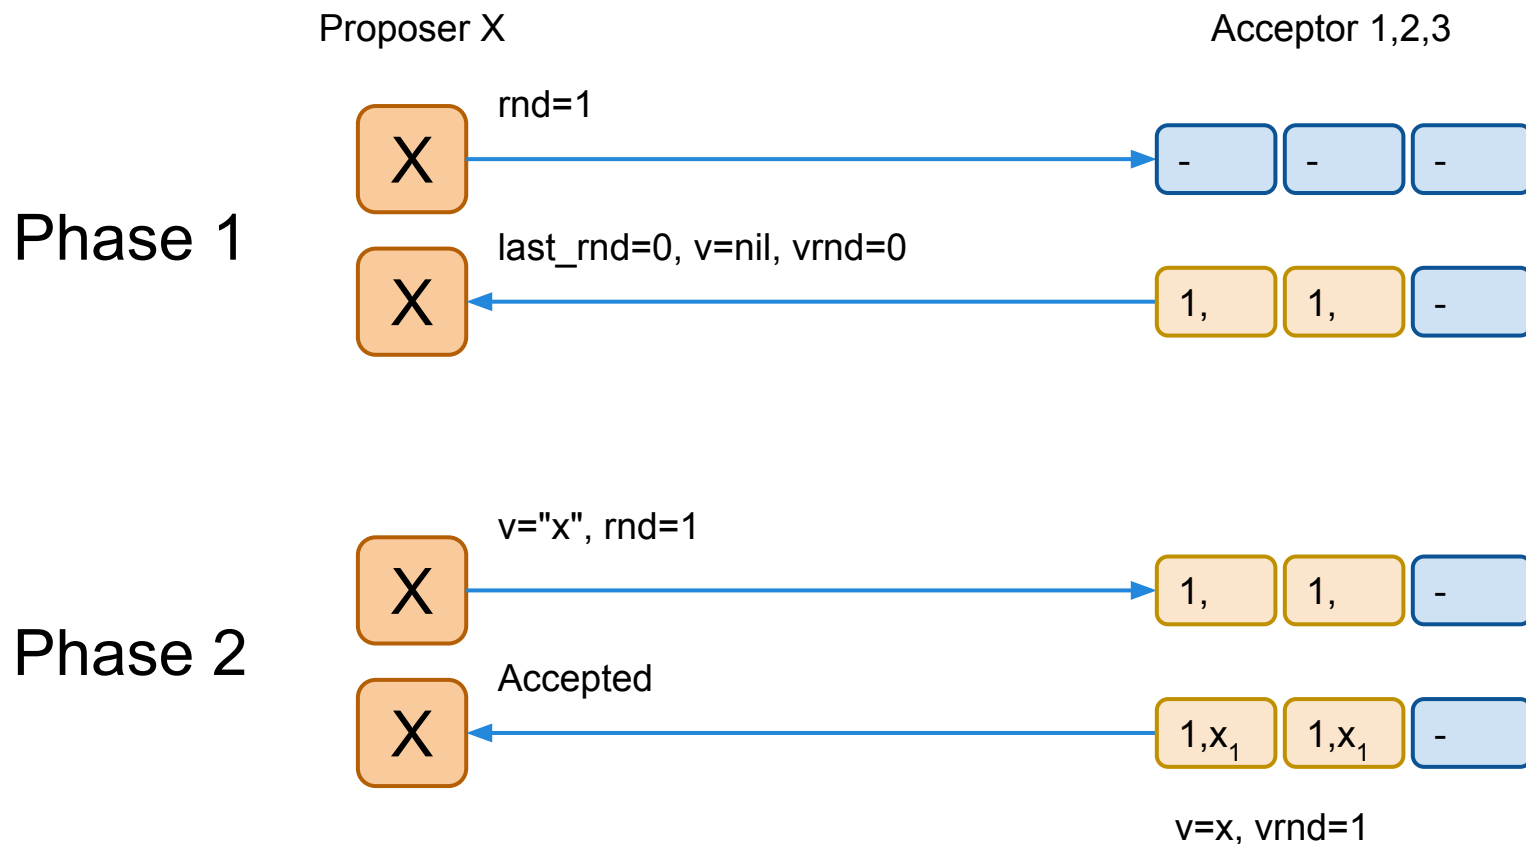 Proposer X
Acceptor 1,2,3
Phase 1
rnd=1
X
-
-
-
last_rnd=0, v=nil, vrnd=0
X
1,
1,
-
Phase 2
v="x", rnd=1
X
1,
1,
-
Accepted
X
1,x₁
1,x₁
-
v=x, vrnd=1